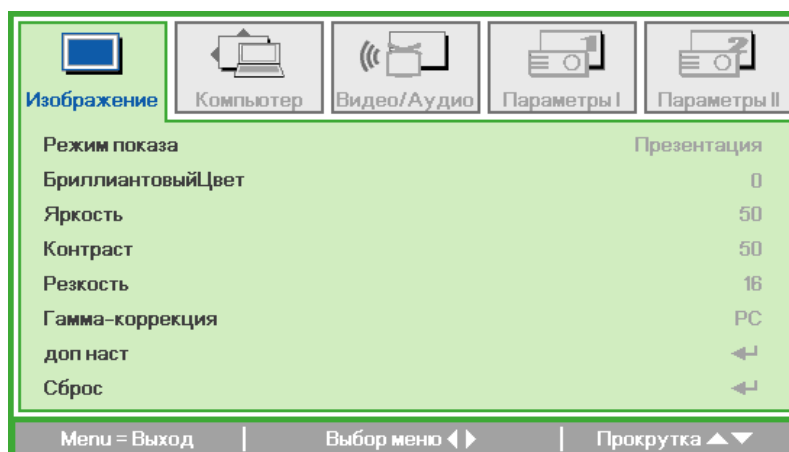 Изображение Компьютер Видео/Аудио Параметры I Параметры II
Режим показа Презентация
БриллиантовыйЦвет 0
Яркость 50
Контраст 50
Резкость 16
Гамма-коррекция PC
доп наст
Сброс
Menu = Выход Выбор меню Прокрутка